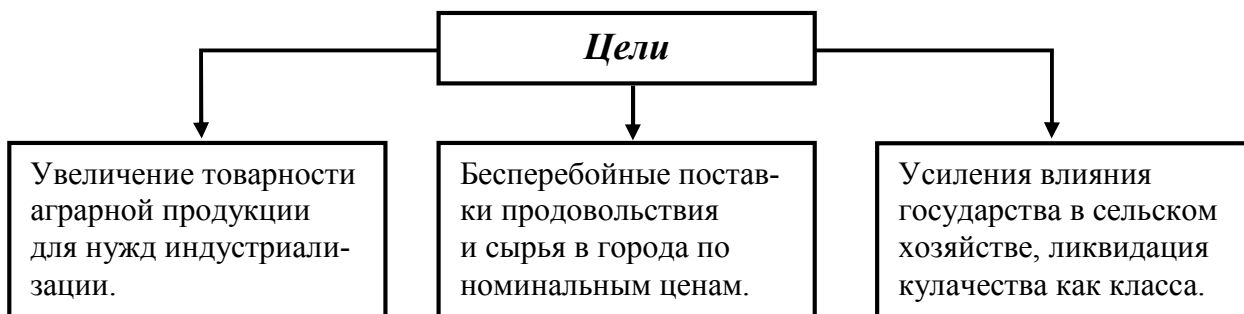 Цели
Увеличение товарности
аграрной продукции
для нужд индустриали-
зации.
Бесперебойные постав-
ки продовольствия
и сырья в города по
номинальным ценам.
Усиления влияния
государства в сельском
хозяйстве, ликвидация
кулачества как класса.